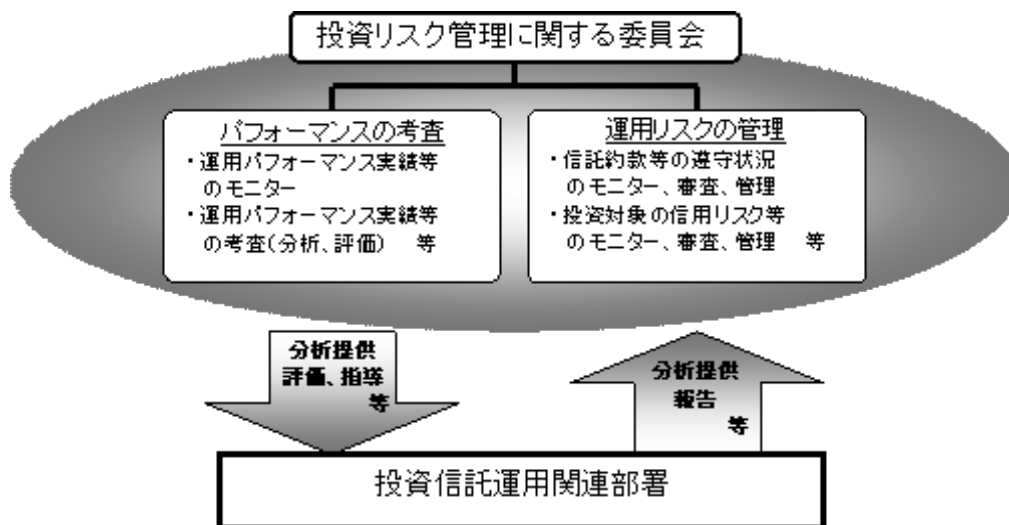 投資リスク管理に関する委員会
パフォーマンスの考査
・運用パフォーマンス実績等
のモニター
・運用パフォーマンス実績等
の考査(分析、評価) 等
運用リスクの管理
・信託約款等の遵守状況
のモニター、審査、管理
・投資対象の信用リスク等
のモニター、審査、管理 等
分析提供
評価、指導
等
分析提供
報告
等
投資信託運用関連部署